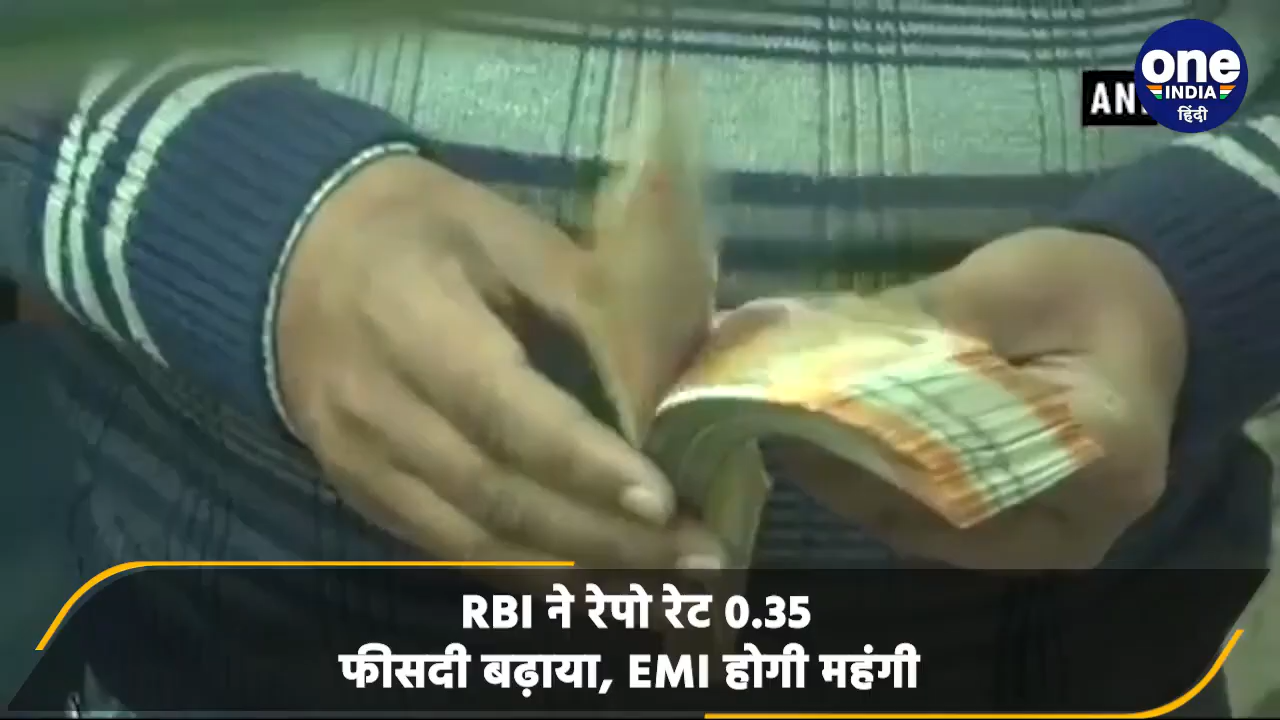 one
INDIA
हिंदी
RBI ने रेपो रेट 0.35
फीसदी बढ़ाया, EMI होगी महंगी